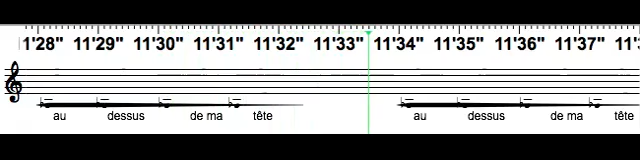 1'28" 11'29" 11'30" 11'31" 11'32" 11'33" 11'34" 11'35" 11'36" 11'37"
au dessus de ma tête au dessus de ma tête